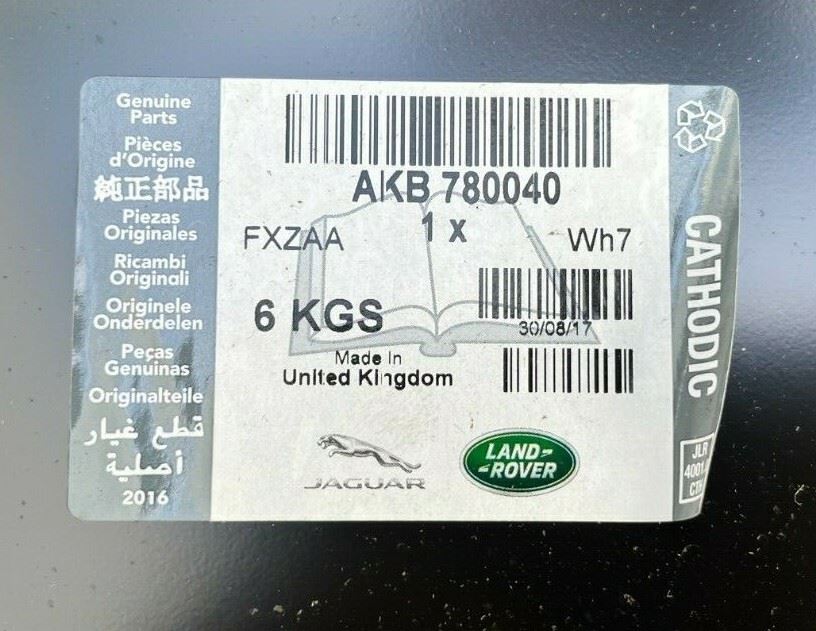 Genuine
Parts
Pièces
d'Origine
純正部品
Piezas
Originales
Ricambi
Originali
Originele
Onderdelen
Peças
Genuinas
Originalteile
قطع غيار
أصلية
2016
AKB 780040
1 x
FXZAA
Wh7
6 KGS
30/08/17
Made In
United Kingdom
JAGUAR
LAND-
-ROVER
CATHODIC
JLR